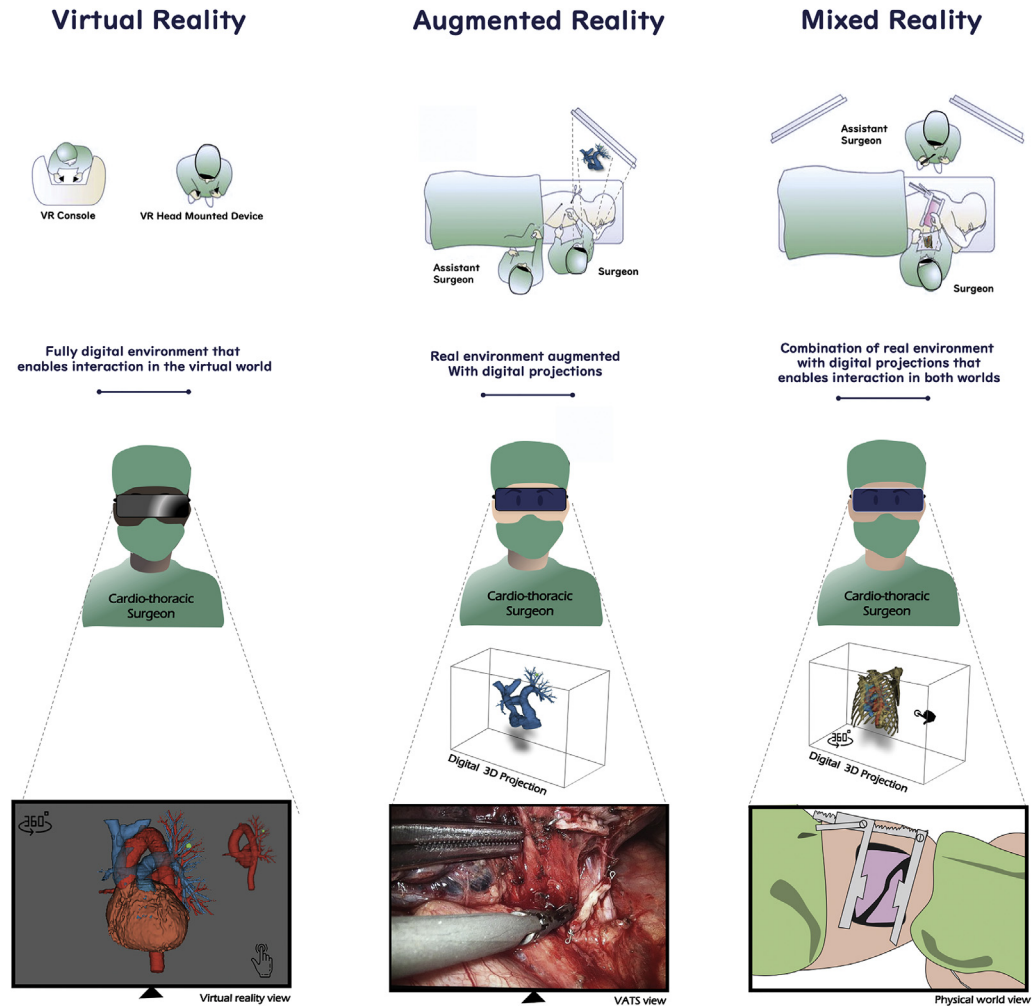 Virtual Reality
Augmented Reality
Mixed Reality
VR Console
VR Head Mounted Device
Assistant
Surgeon
Surgeon
Assistant
Surgeon
Surgeon
Fully digital environment that
enables interaction in the virtual world
Real environment augmented
With digital projections
Combination of real environment
with digital projections that
enables interaction in both worlds
Cardio-thoracic
Surgeon
Cardio-thoracic
Surgeon
Cardio-thoracic
Surgeon
Digital 3D Projection
360°
Digital 3D Projection
360°
Virtual reality view
VATS view
Physical world view